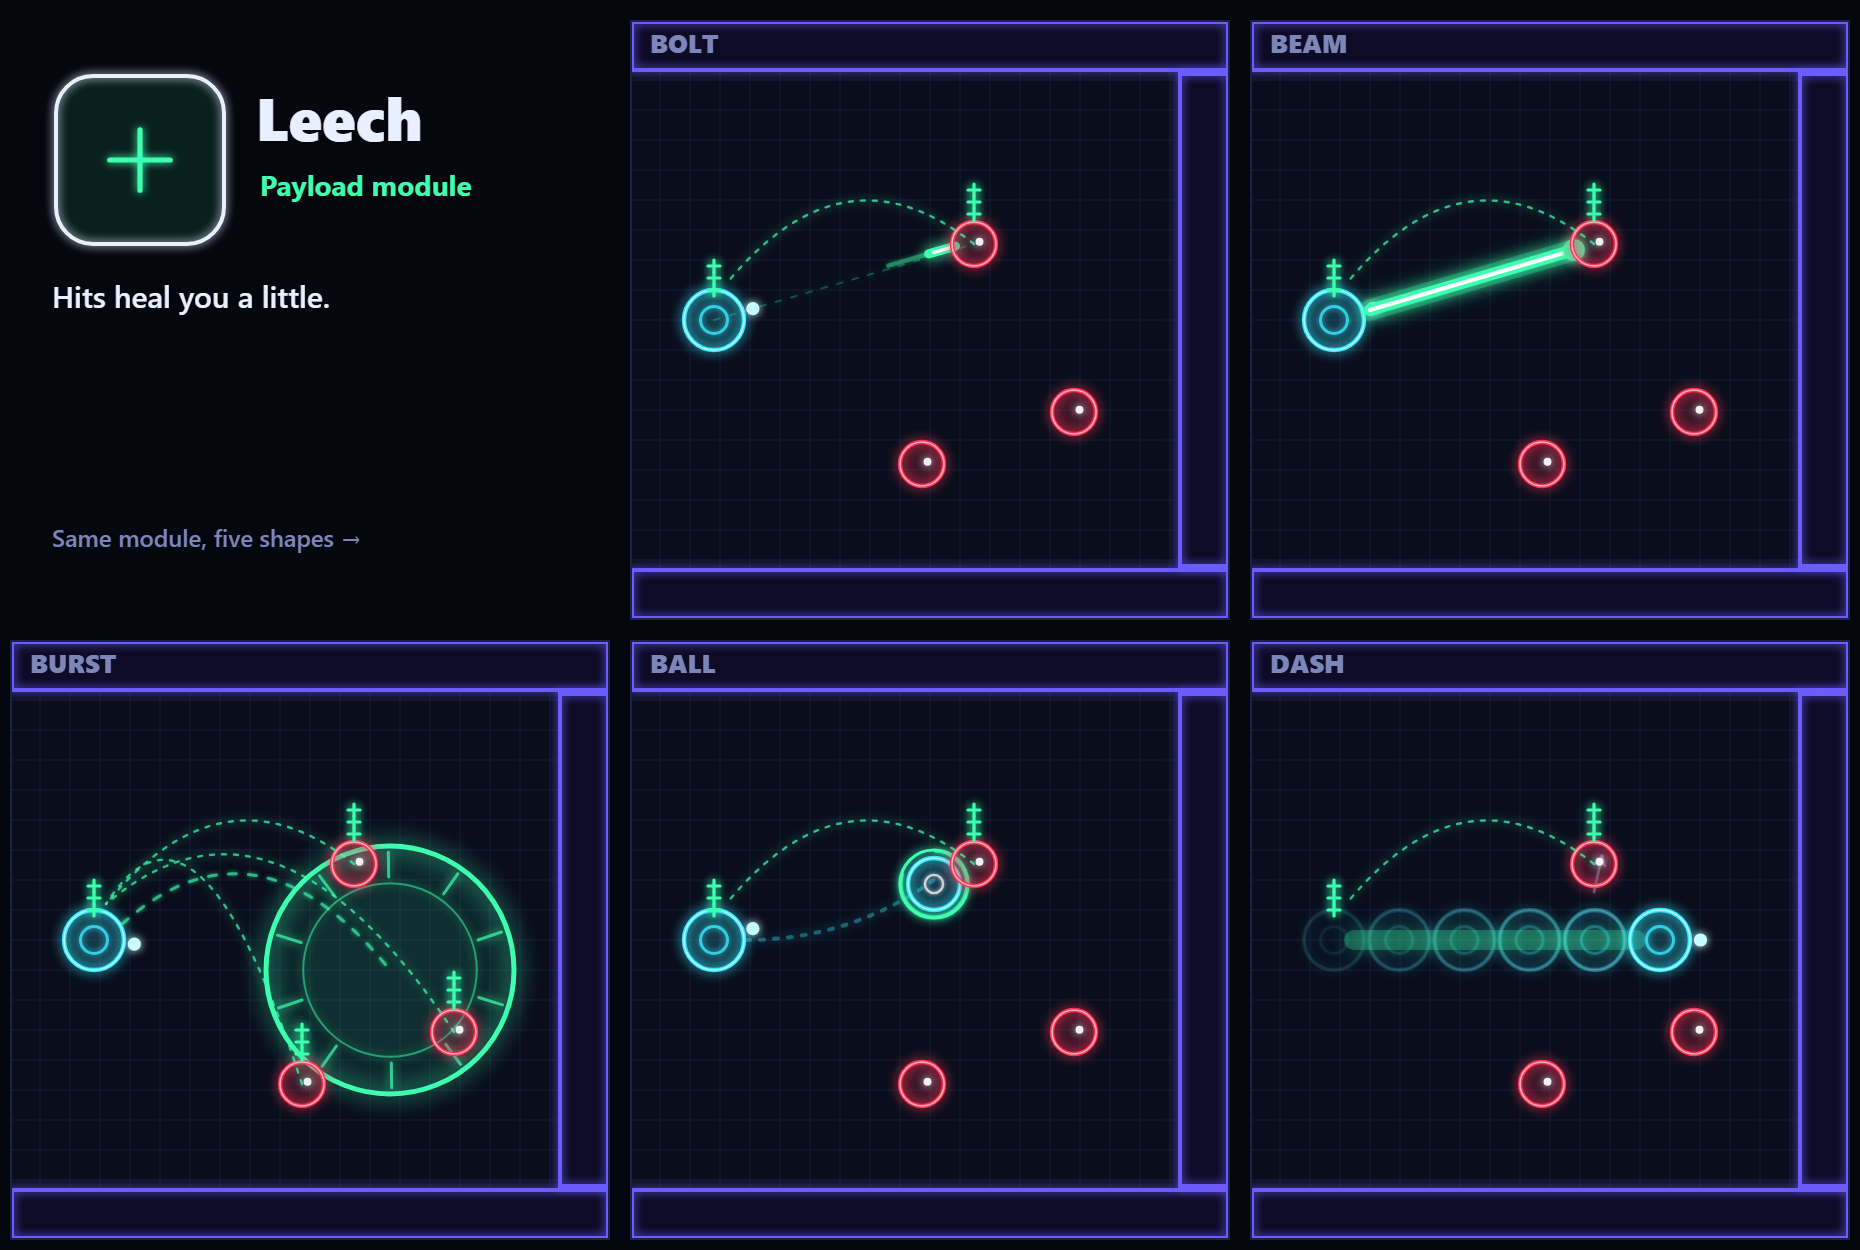 Leech
Payload module
Hits heal you a little.
Same module, five shapes →
BOLT
BEAM
BURST
BALL
DASH